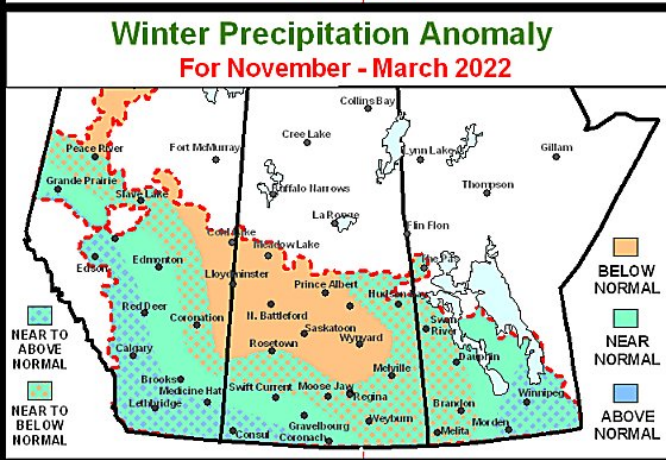 Winter Precipitation Anomaly
For November - March 2022
Collins Bay
Cree Lake
Fort McMurray
Peace River
Lynn Lake
Gillam
Grande Prairie
Slave Lake
Buffalo Narrows
Thompson
La Ronge
Flin Flon
Cold Lake
Meadow Lake
The Pas
Edson
Edmonton
Lloydminster
Prince Albert
Hudson Bay
BELOW
NORMAL
Red Deer
Coronation
N. Battleford
Saskatoon
Swan
River
NEAR TO
ABOVE
NORMAL
Calgary
Rosetown
Wynyard
Dauphin
NEAR
NORMAL
Melville
Brooks
Medicine Hat
Swift Current
Moose Jaw
Regina
Lethbridge
Brandon
Winnipeg
NEAR TO
BELOW
NORMAL
Gravelbourg
Weyburn
Morden
ABOVE
NORMAL
Consul
Coronach
Melita